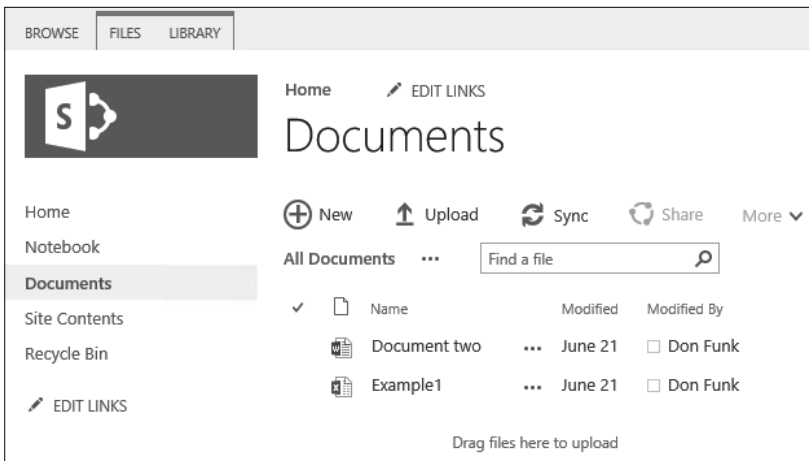 BROWSE FILES LIBRARY
S
Home EDIT LINKS
Documents
Home
Notebook
Documents
Site Contents
Recycle Bin
EDIT LINKS
New Upload Sync Share More
All Documents ••• Find a file
Name Modified Modified By
Document two ••• June 21 Don Funk
Example1 ••• June 21 Don Funk
Drag files here to upload